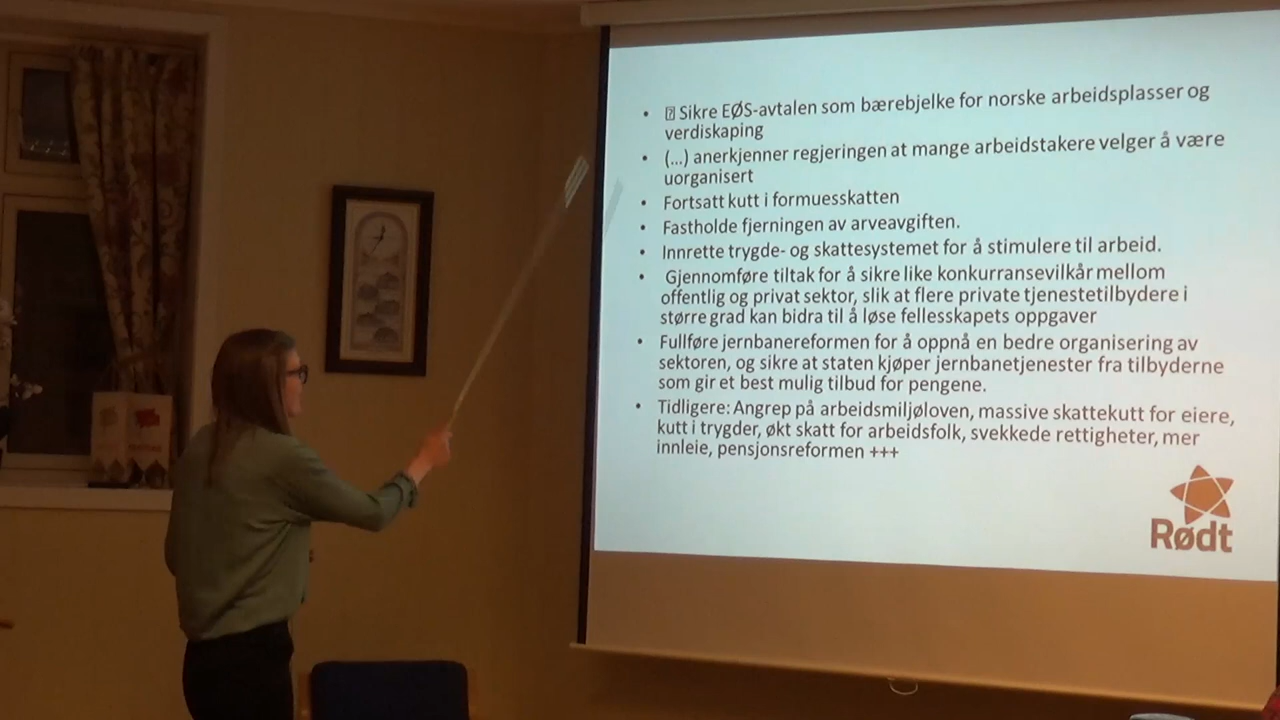 • Sikre EØS-avtalen som bærebjelke for norske arbeidsplasser og
verdiskaping
• (...) anerkjenner regjeringen at mange arbeidstakere velger å være
uorganisert
• Fortsatt kutt i formuesskatten
• Fastholde fjerningen av arveavgiften.
• Innrette trygde- og skattesystemet for å stimulere til arbeid.
• Gjennomføre tiltak for å sikre like konkurransevilkår mellom
offentlig og privat sektor, slik at flere private tjenestetilbydere i
større grad kan bidra til å løse fellesskapets oppgaver
• Fullføre jernbanereformen for å oppnå en bedre organisering av
sektoren, og sikre at staten kjøper jernbanetjenester fra tilbyderne
som gir et best mulig tilbud for pengene.
• Tidligere: Angrep på arbeidsmiljøloven, massive skattekutt for eiere,
kutt i trygder, økt skatt for arbeidsfolk, svekkede rettigheter, mer
innleie, pensjonsreformen +++
Rødt